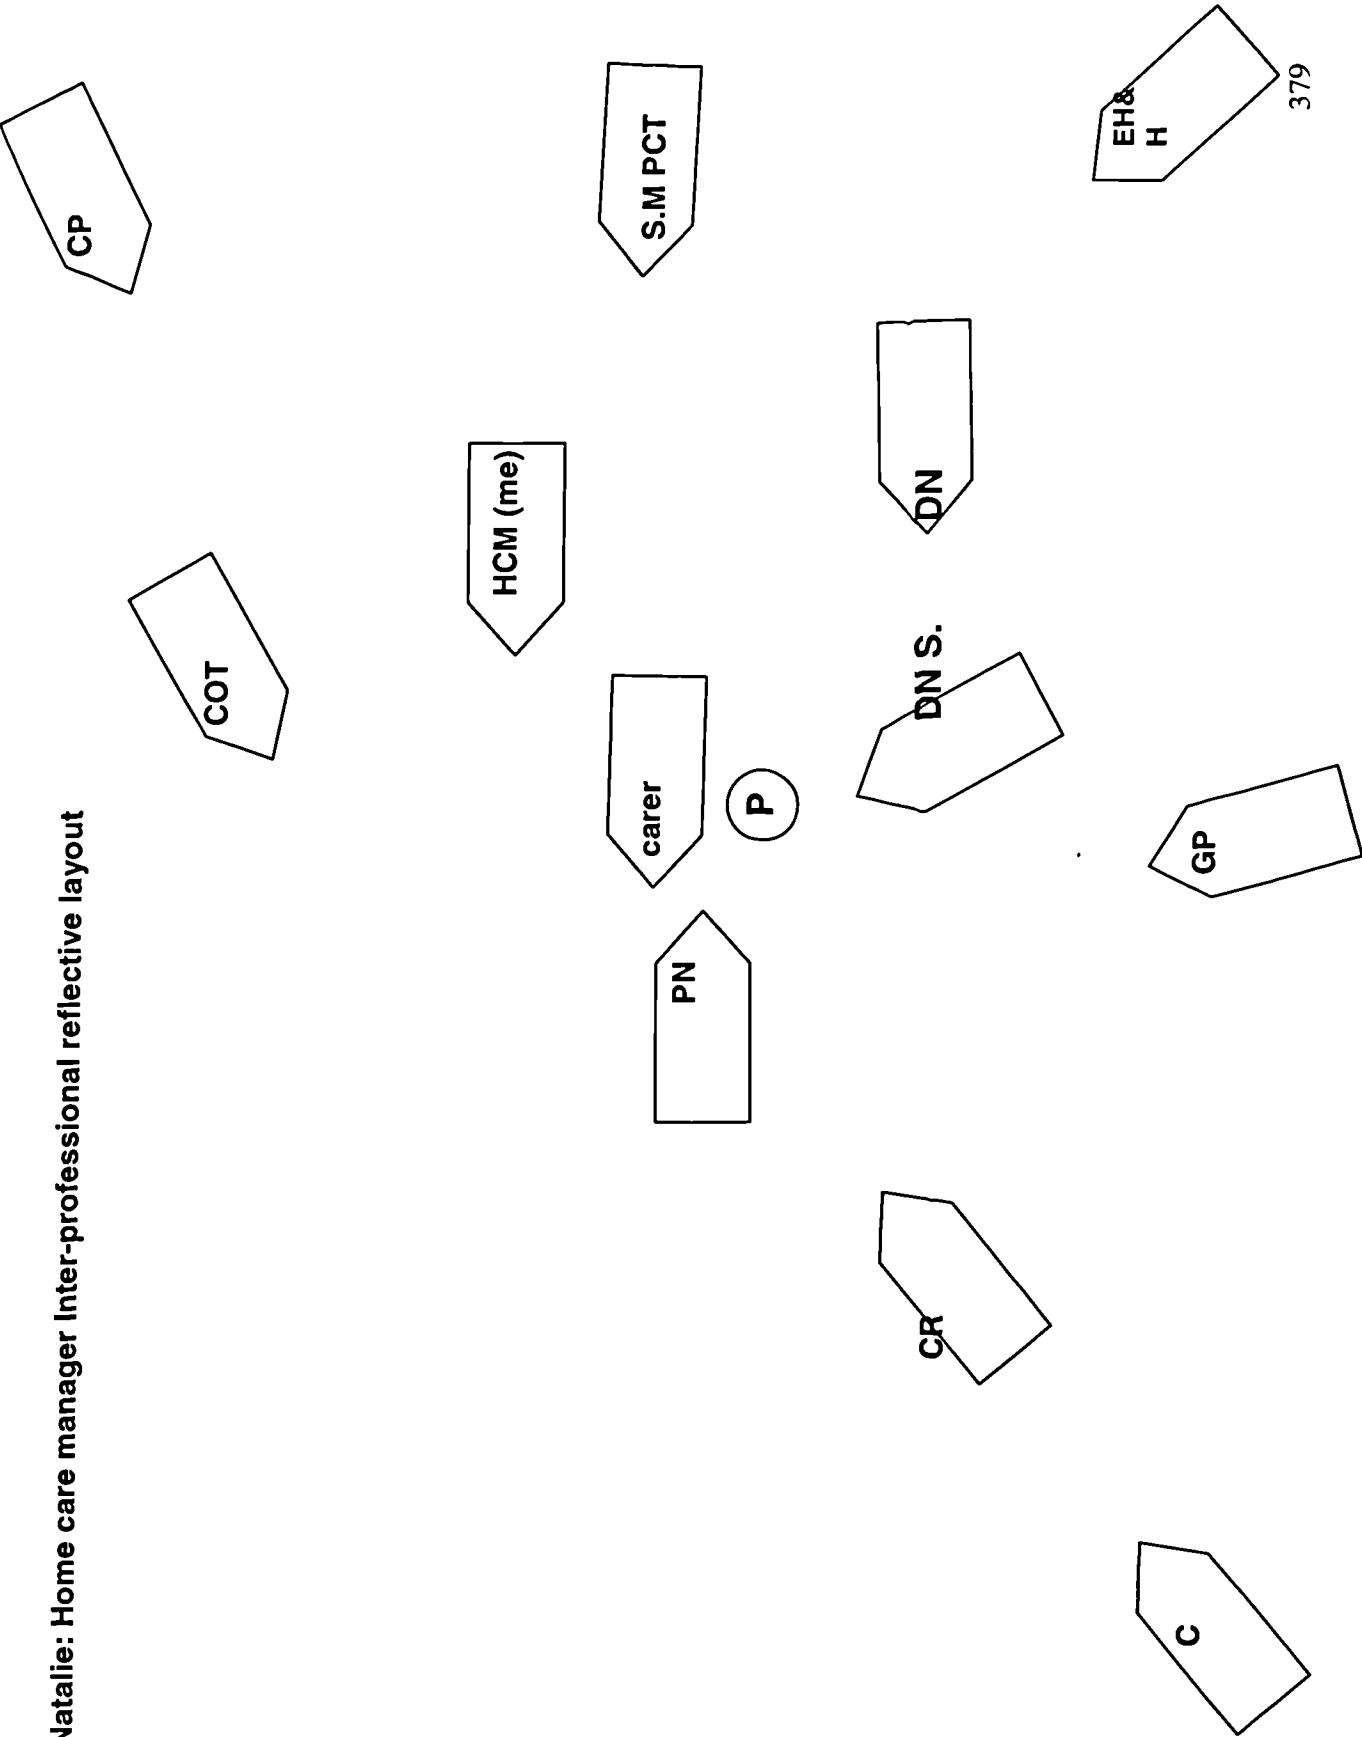 Natalie: Home care manager Inter-professional reflective layout
CP
COT
HCM (me)
S.M PCT
carer
PN
P
DN
DN S.
CR
EH&
H
GP
C
379